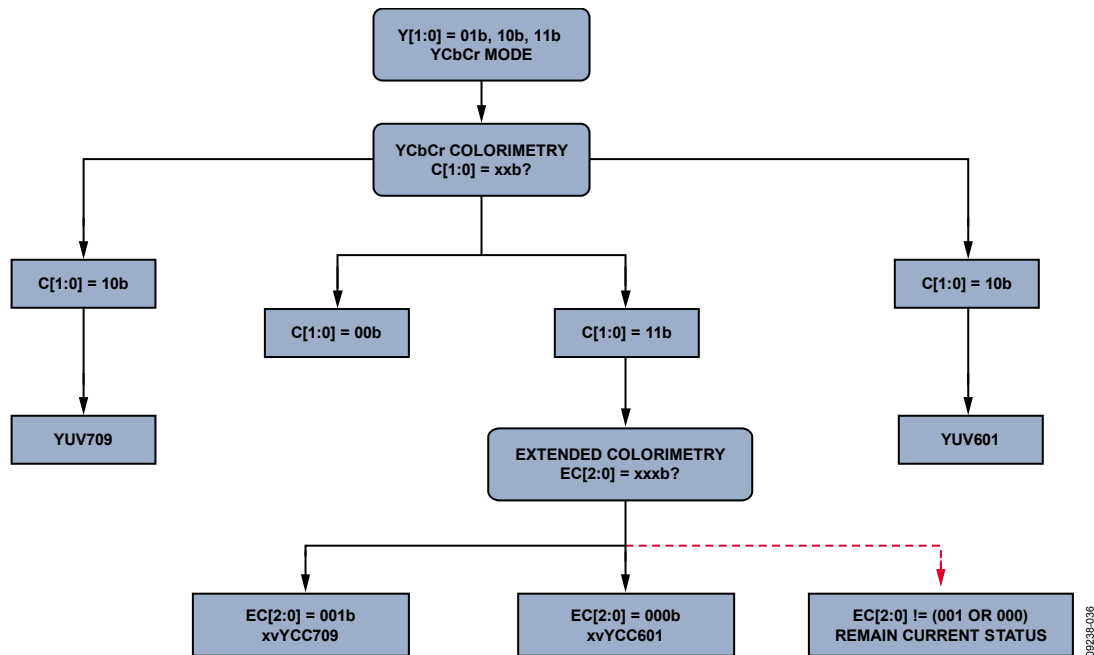 Y[1:0] = 01b, 10b, 11b
YCbCr MODE
YCbCr COLORIMETRY
C[1:0] = xxb?
C[1:0] = 10b
C[1:0] = 10b
C[1:0] = 00b
C[1:0] = 11b
YUV709
YUV601
EXTENDED COLORIMETRY
EC[2:0] = xxxb?
EC[2:0] = 001b
xvYCC709
EC[2:0] = 000b
xvYCC601
EC[2:0] != (001 OR 000)
REMAIN CURRENT STATUS
09238-036